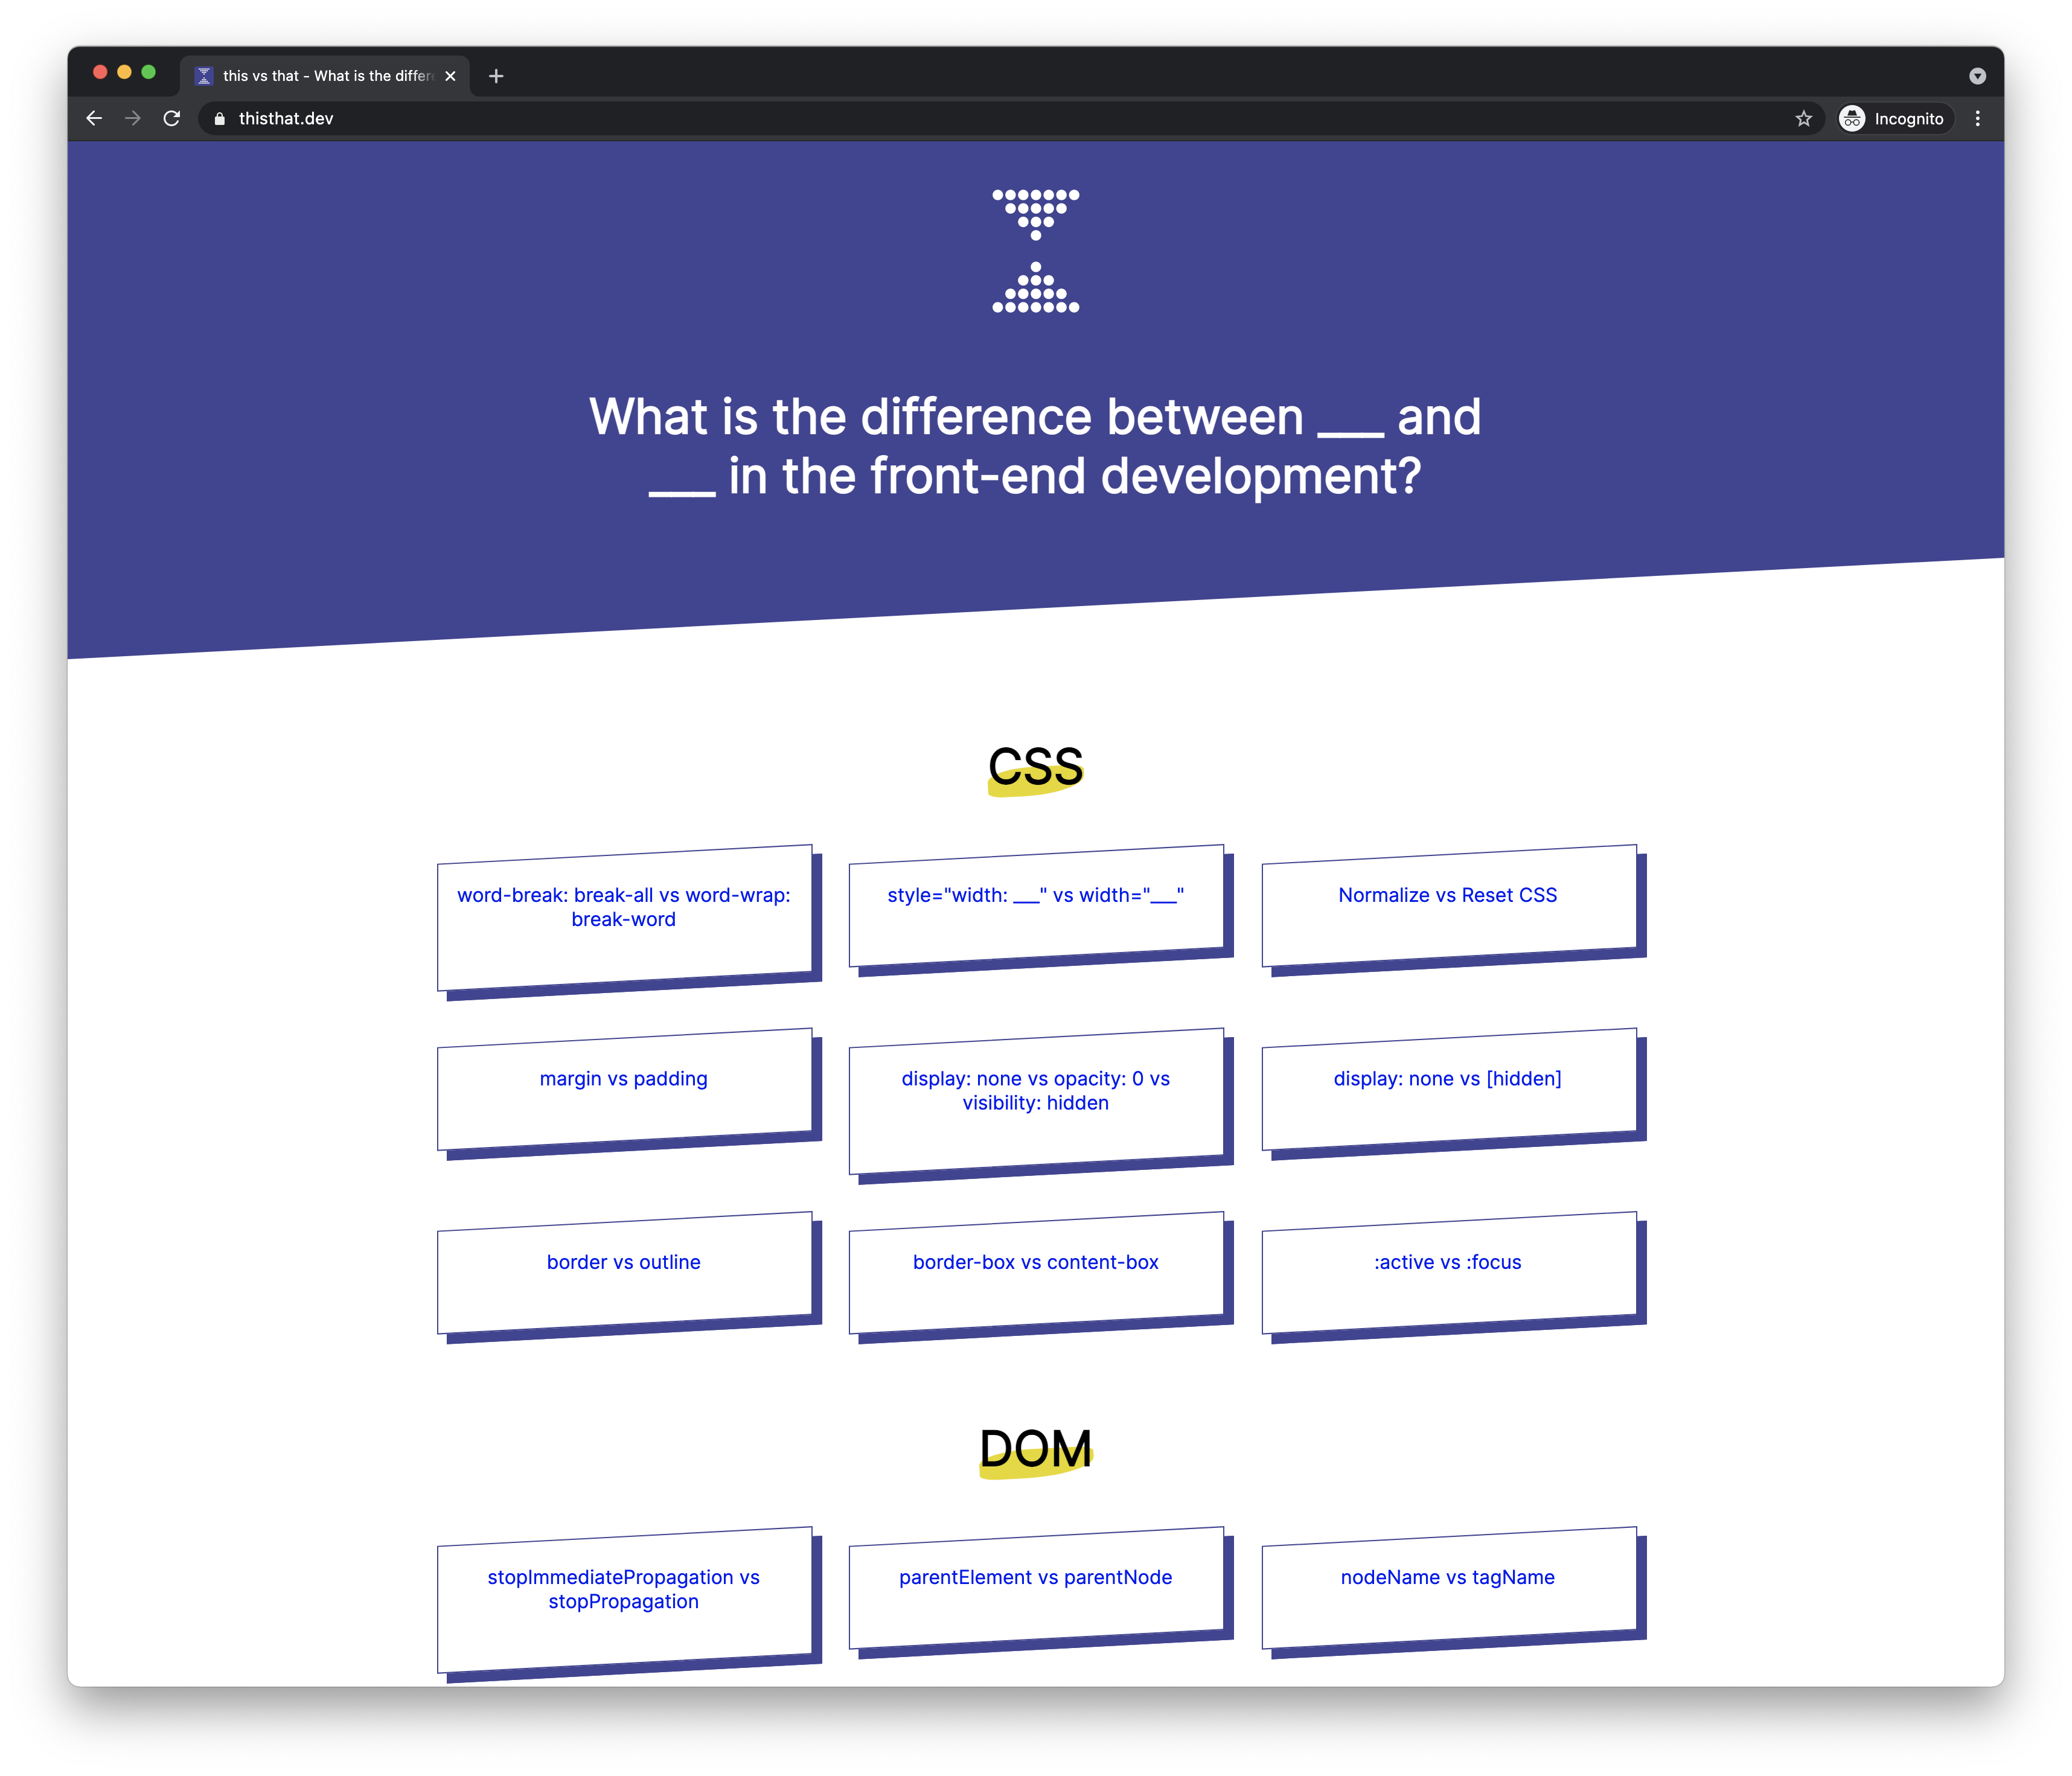 this vs that - What is the differe
thisthat.dev
Incognito
What is the difference between ___ and
___ in the front-end development?
CSS
word-break: break-all vs word-wrap:
break-word
style="width: ___" vs width="___"
Normalize vs Reset CSS
margin vs padding
display: none vs opacity: 0 vs
visibility: hidden
display: none vs [hidden]
border vs outline
border-box vs content-box
:active vs :focus
DOM
stopImmediatePropagation vs
stopPropagation
parentElement vs parentNode
nodeName vs tagName